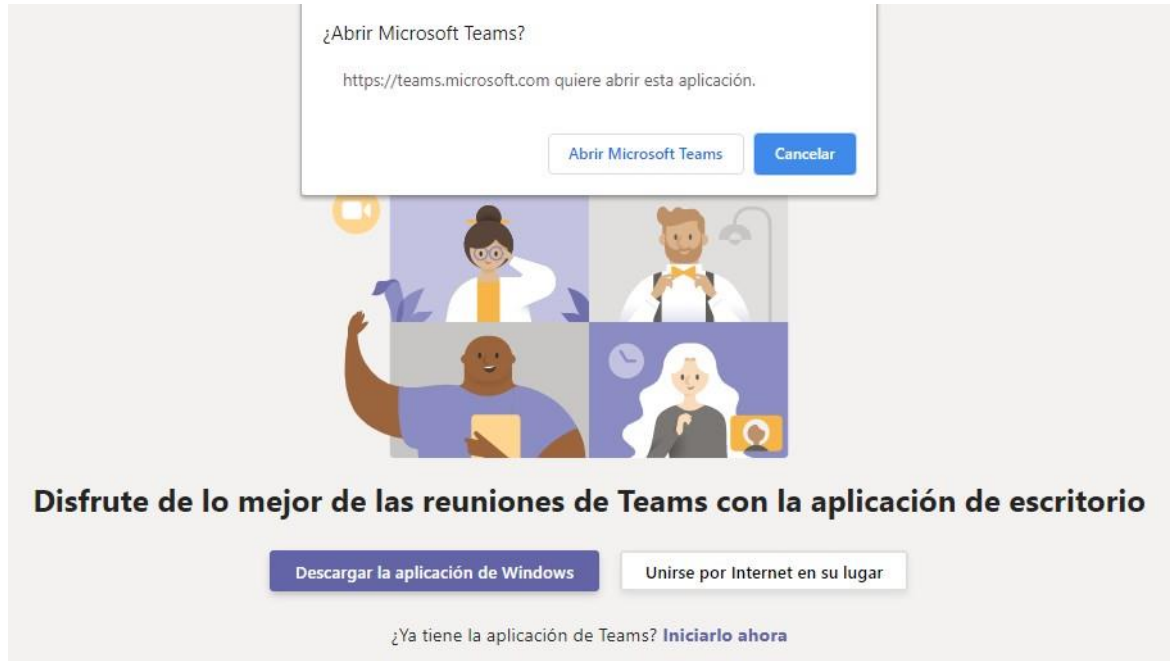 ¿Abrir Microsoft Teams?
https://teams.microsoft.com quiere abrir esta aplicación.
Abrir Microsoft Teams
Cancelar
Disfrute de lo mejor de las reuniones de Teams con la aplicación de escritorio
Descargar la aplicación de Windows
Unirse por Internet en su lugar
¿Ya tiene la aplicación de Teams? Iniciarlo ahora